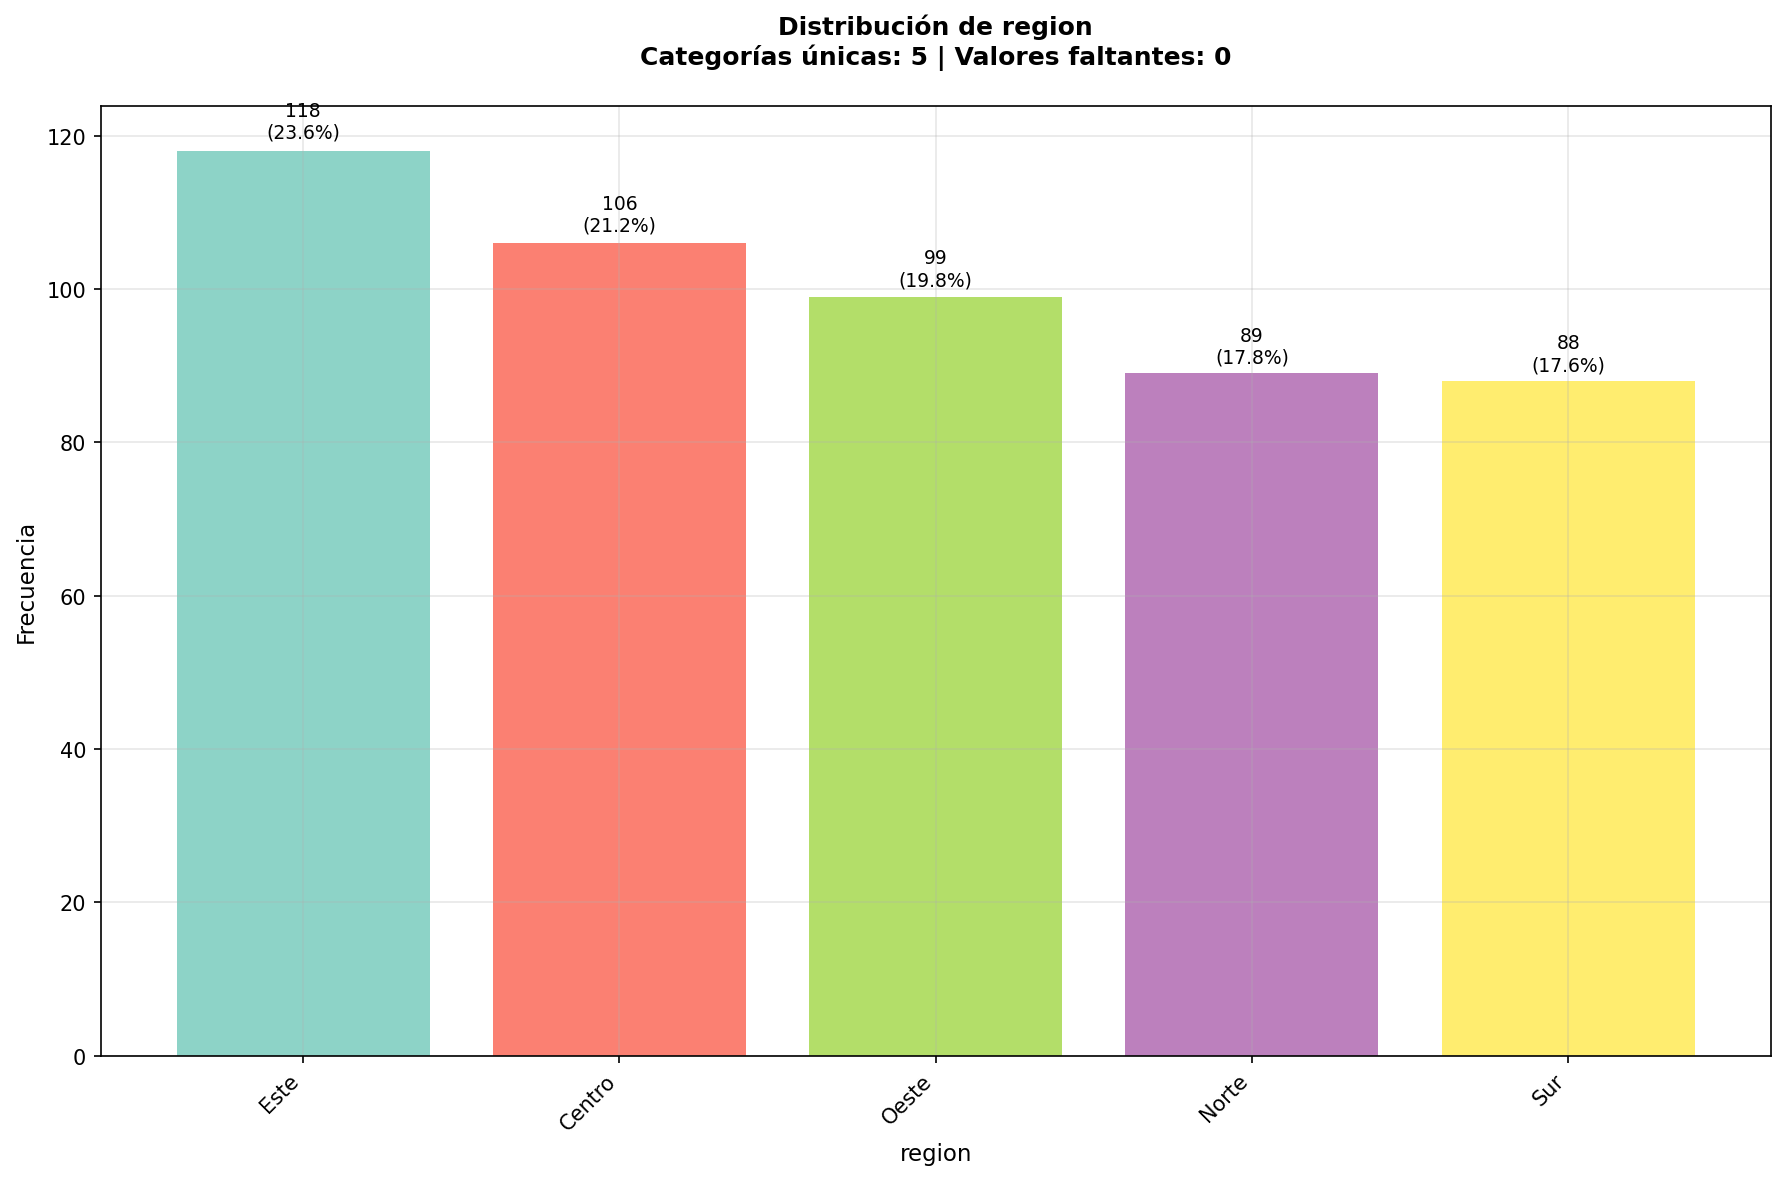 Distribución de region
Categorías únicas: 5 | Valores faltantes: 0
118
(23.6%)
106
(21.2%)
99
(19.8%)
89
(17.8%)
88
(17.6%)
120
100
80
60
40
20
0
Frecuencia
Este
Centro
Oeste
Norte
Sur
region